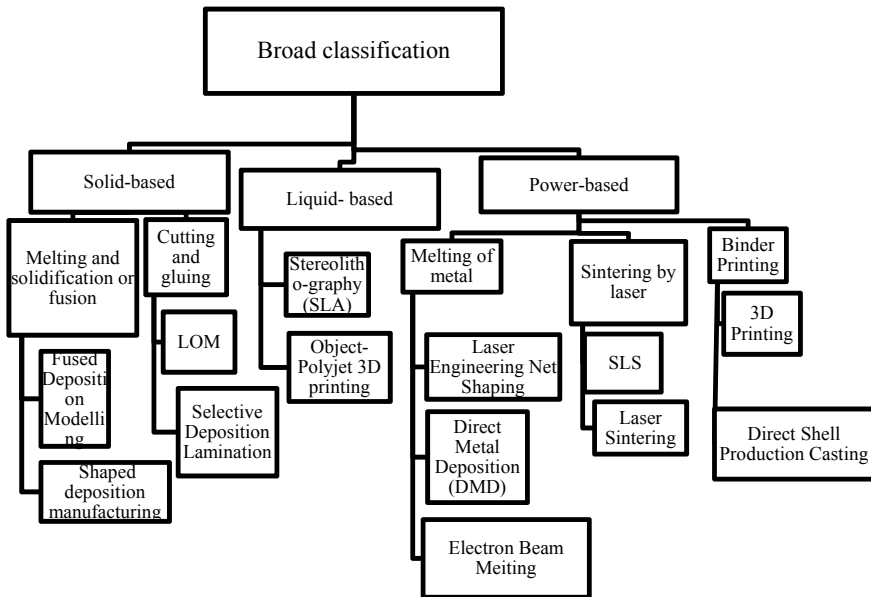 Broad classification
Solid-based
Liquid- based
Power-based
Melting and
solidification or
fusion
Cutting
and
gluing
Stereolith
o-graphy
(SLA)
Melting of
metal
Sintering by
laser
Binder
Printing
LOM
3D
Printing
Fused
Depositi
on
Modelli
ng
Object-
Polyjet 3D
printing
Laser
Engineering Net
Shaping
SLS
Selective
Deposition
Lamination
Direct
Metal
Deposition
(DMD)
Laser
Sintering
Direct Shell
Production Casting
Shaped
deposition
manufacturing
Electron Beam
Meiting